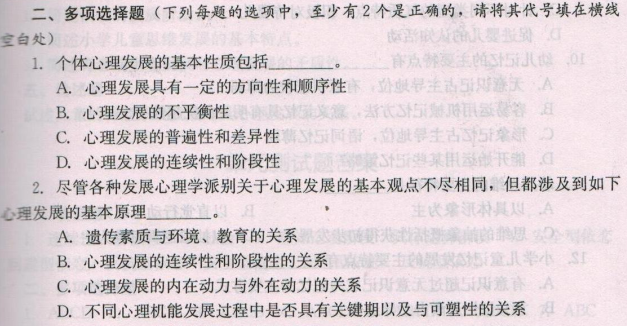 二、多项选择题（下列每题的选项中，至少有2个是正确的，请将其代号填在横线
空白处）
1. 个体心理发展的基本性质包括________。
A. 心理发展具有一定的方向性和顺序性
B. 心理发展的不平衡性
C. 心理发展的普遍性和差异性
D. 心理发展的连续性和阶段性
2. 尽管各种发展心理学派别关于心理发展的基本观点不尽相同，但都涉及到如下
心理发展的基本原理________。
A. 遗传素质与环境、教育的关系
B. 心理发展的连续性和阶段性的关系
C. 心理发展的内在动力与外在动力的关系
D. 不同心理机能发展过程中是否具有关键期以及与可塑性的关系